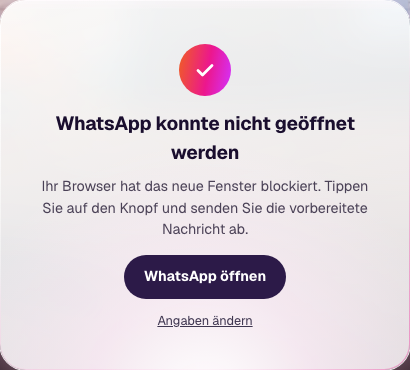 WhatsApp konnte nicht geöffnet
werden
Ihr Browser hat das neue Fenster blockiert. Tippen
Sie auf den Knopf und senden Sie die vorbereitete
Nachricht ab.
WhatsApp öffnen
Angaben ändern